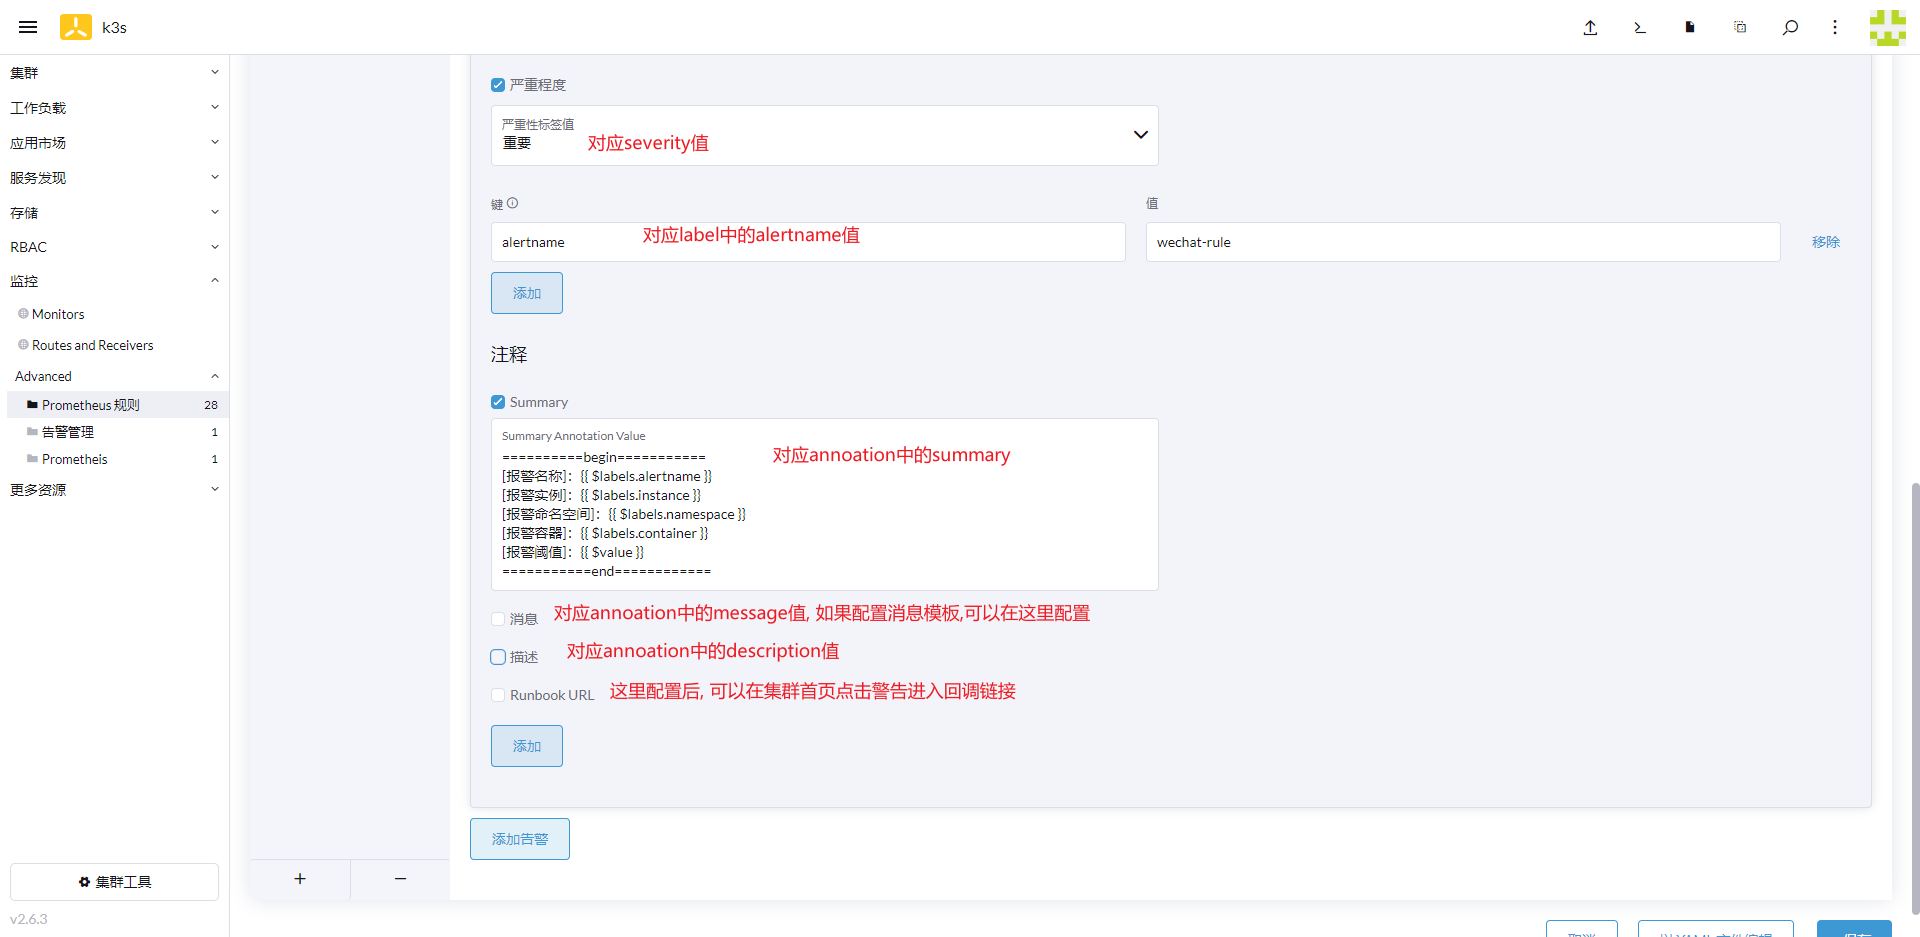 k3s
集群
工作负载
应用市场
服务发现
存储
RBAC
监控
Monitors
Routes and Receivers
Advanced
Prometheus 规则 28
告警管理 1
Prometheis 1
更多资源
集群工具
v2.6.3
严重程度
严重性标签值
重要 对应severity值
键 值
alertname 对应label中的alertname值 wechat-rule 移除
添加
注释
Summary
Summary Annotation Value
==========begin=========== 对应annoation中的summary
[报警名称]：{{ $labels.alertname }}
[报警实例]：{{ $labels.instance }}
[报警命名空间]：{{ $labels.namespace }}
[报警容器]：{{ $labels.container }}
[报警阈值]：{{ $value }}
===========end============
消息 对应annoation中的message值, 如果配置消息模板,可以在这里配置
描述 对应annoation中的description值
Runbook URL 这里配置后, 可以在集群首页点击警告进入回调链接
添加
添加告警